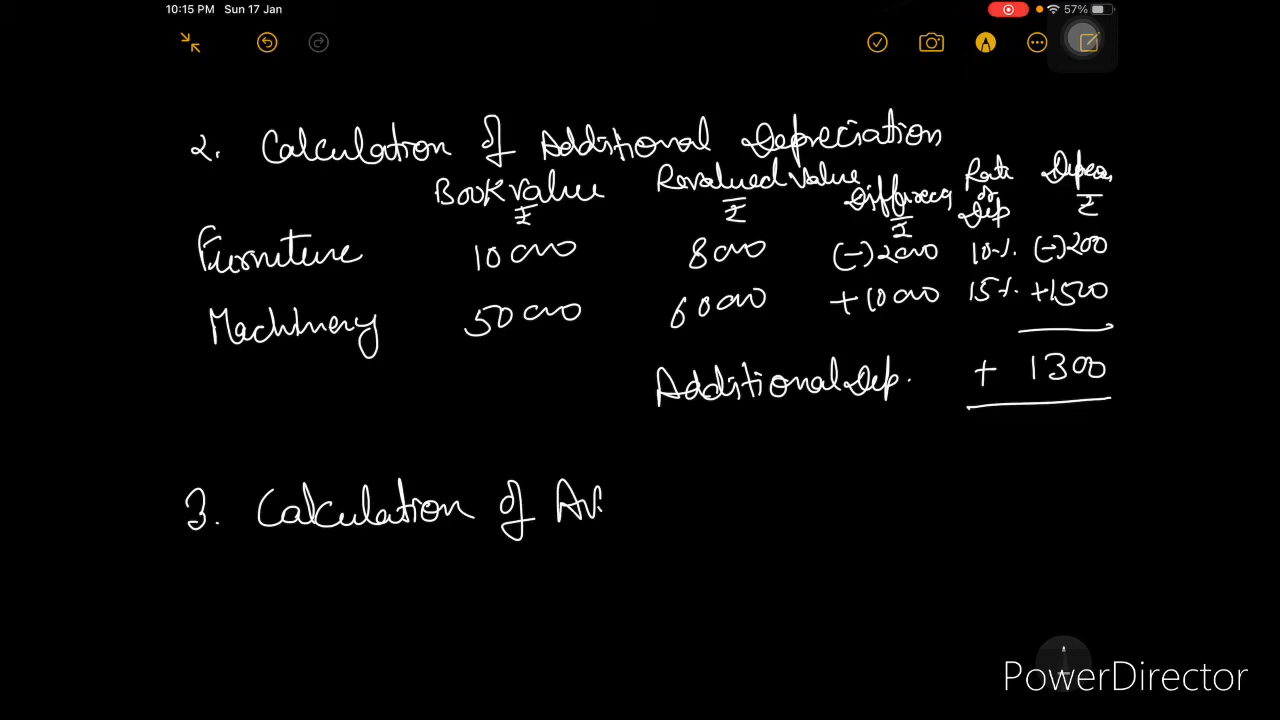 10:15 PM Sun 17 Jan 57%
2. Calculation of Additional Depreciation
Book value Revalued value Difference Rate of Dep
₹ ₹ ₹ ₹
Furniture 10000 8000 (-)2000 10% (-)200
Machinery 50000 60000 +10000 15% +1500
Additional Dep. + 1300
3. Calculation of Av
PowerDirector